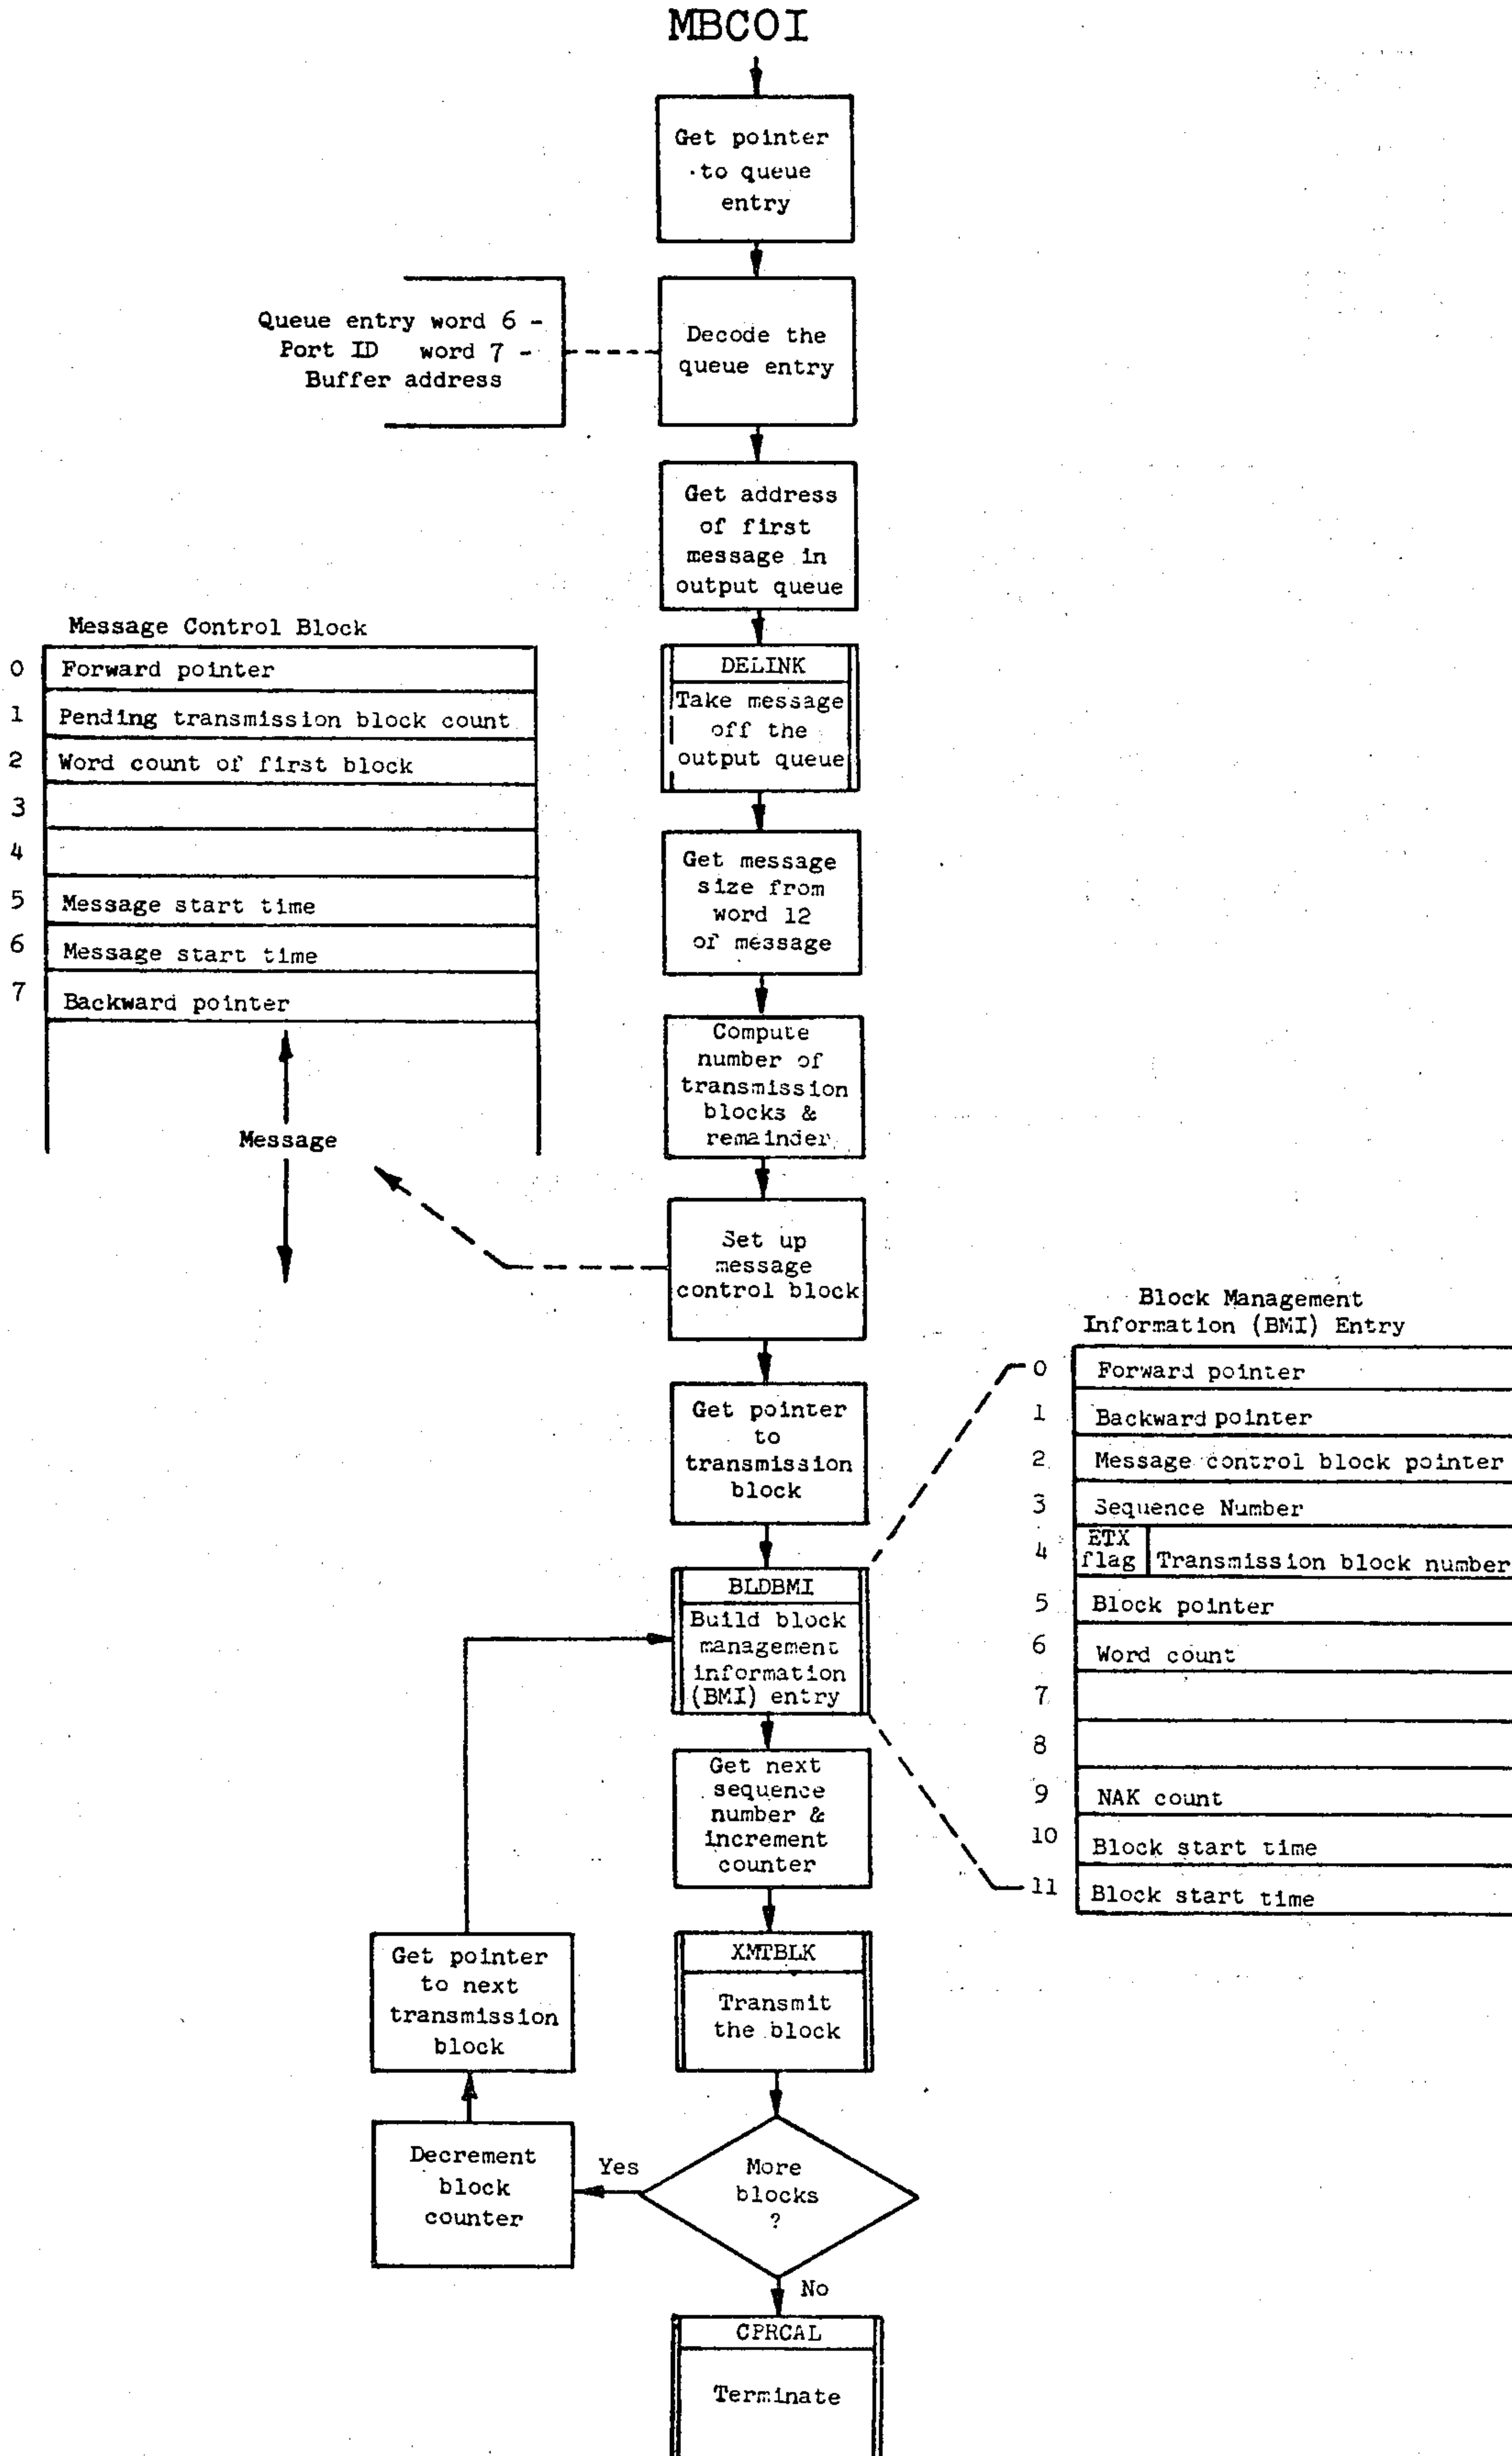 MBCOI
Get pointer
to queue
entry
Queue entry word 6 -
Port ID word 7 -
Buffer address
Decode the
queue entry
Get address
of first
message in
output queue
DELINK
Take message
off the
output queue
Message Control Block
0 Forward pointer
1 Pending transmission block count
2 Word count of first block
3
4
5 Message start time
6 Message start time
7 Backward pointer
Message
Get message
size from
word 12
of message
Compute
number of
transmission
blocks &
remainder
Set up
message
control block
Get pointer
to
transmission
block
BLDBMI
Build block
management
information
(BMI) entry
Block Management
Information (BMI) Entry
0 Forward pointer
1 Backward pointer
2 Message control block pointer
3 Sequence Number
4 ETX
flag Transmission block number
5 Block pointer
6 Word count
7
8
9 NAK count
10 Block start time
11 Block start time
Get next
sequence
number &
increment
counter
XMTBLK
Transmit
the block
Get pointer
to next
transmission
block
Decrement
block
counter
Yes
More
blocks
?
No
CPRCAL
Terminate